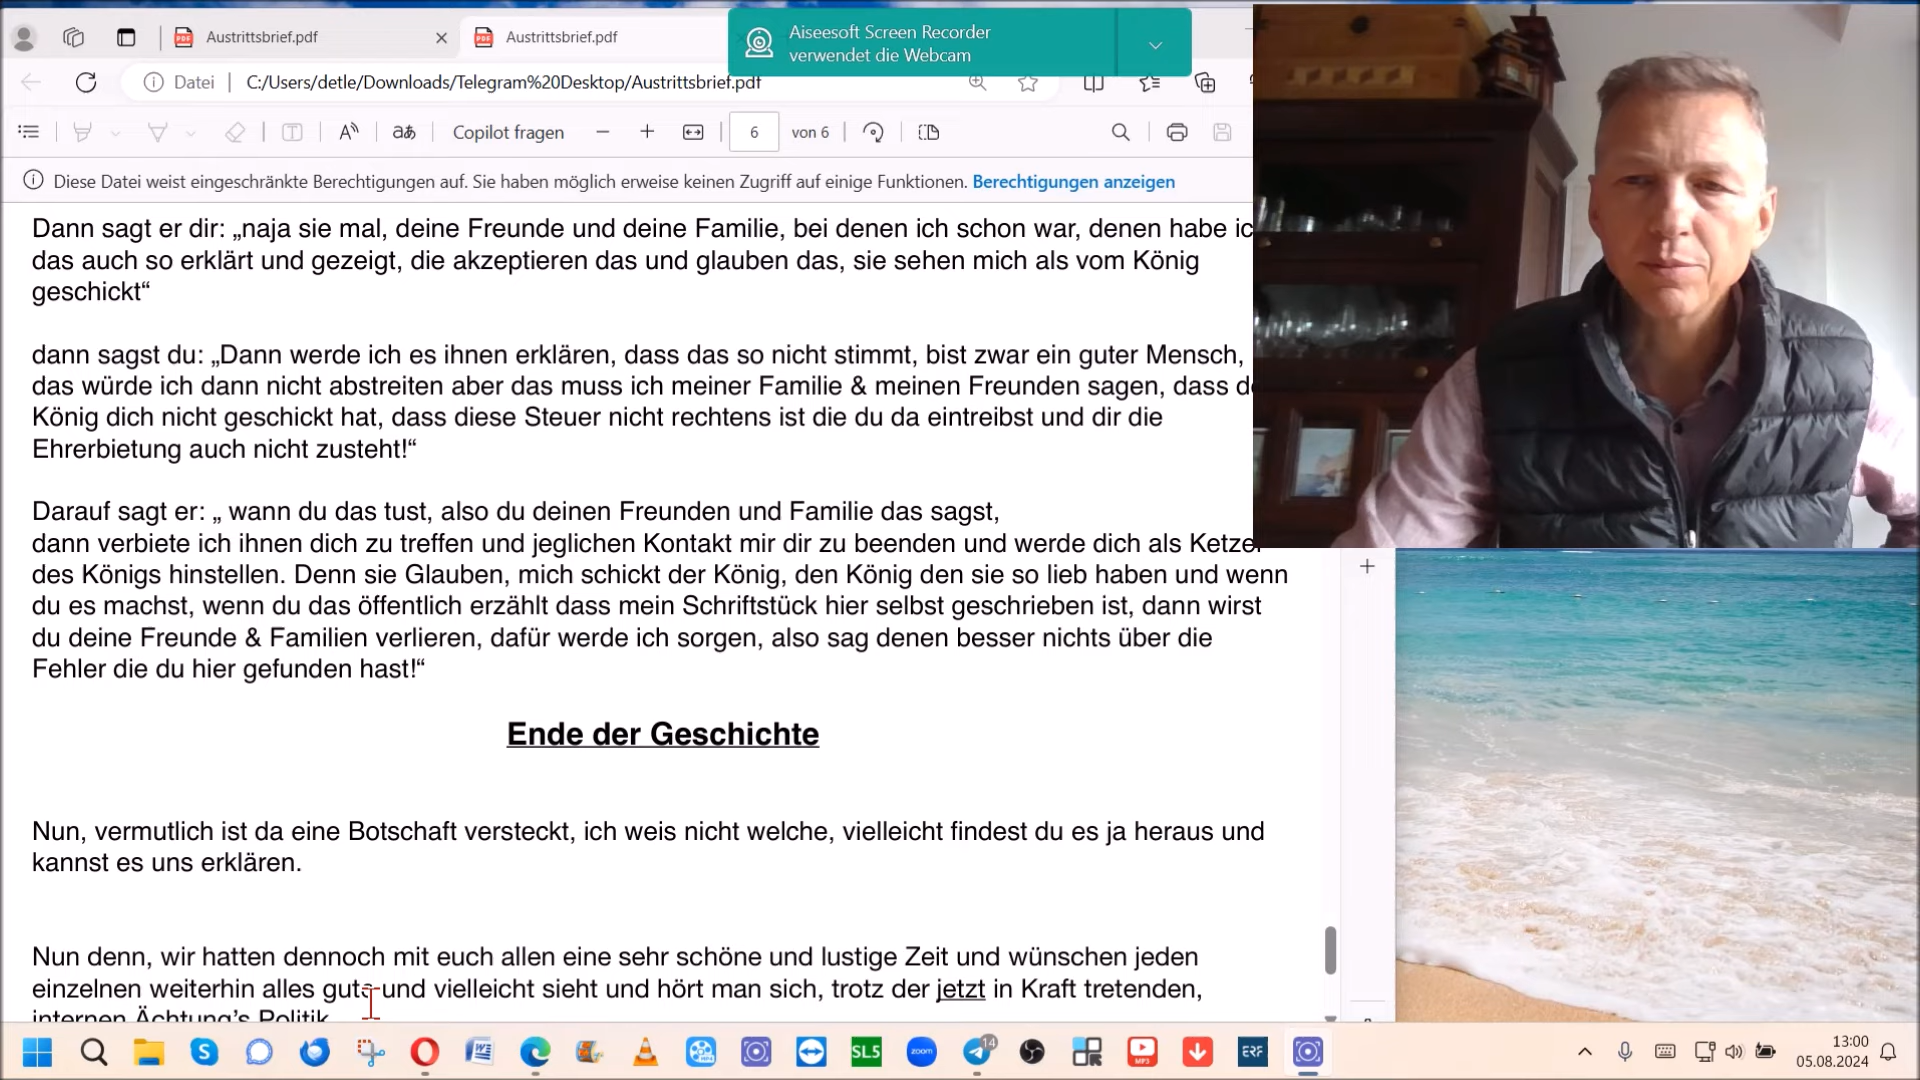 Austrittsbrief.pdf
Austrittsbrief.pdf
Aiseesoft Screen Recorder
verwendet die Webcam
Datei
C:/Users/detle/Downloads/Telegram%20Desktop/Austrittsbrief.pdf
Copilot fragen
6
von 6
Diese Datei weist eingeschränkte Berechtigungen auf. Sie haben möglich erweise keinen Zugriff auf einige Funktionen. Berechtigungen anzeigen
Dann sagt er dir: „naja sie mal, deine Freunde und deine Familie, bei denen ich schon war, denen habe
das auch so erklärt und gezeigt, die akzeptieren das und glauben das, sie sehen mich als vom König
geschickt“
dann sagst du: „Dann werde ich es ihnen erklären, dass das so nicht stimmt, bist zwar ein guter Mensch,
das würde ich dann nicht abstreiten aber das muss ich meiner Familie & meinen Freunden sagen, dass
König dich nicht geschickt hat, dass diese Steuer nicht rechtens ist die du da eintreibst und dir die
Ehrerbietung auch nicht zusteht!“
Darauf sagt er: „ wann du das tust, also du deinen Freunden und Familie das sagst,
dann verbiete ich ihnen dich zu treffen und jeglichen Kontakt mir dir zu beenden und werde dich als Ketzer
des Königs hinstellen. Denn sie Glauben, mich schickt der König, den König den sie so lieb haben und wenn
du es machst, wenn du das öffentlich erzählt dass mein Schriftstück hier selbst geschrieben ist, dann wirst
du deine Freunde & Familien verlieren, dafür werde ich sorgen, also sag denen besser nichts über die
Fehler die du hier gefunden hast!“
Ende der Geschichte
Nun, vermutlich ist da eine Botschaft versteckt, ich weis nicht welche, vielleicht findest du es ja heraus und
kannst es uns erklären.
Nun denn, wir hatten dennoch mit euch allen eine sehr schöne und lustige Zeit und wünschen jeden
einzelnen weiterhin alles gute und vielleicht sieht und hört man sich, trotz der jetzt in Kraft tretenden,
internen Ächtung’s Politik
SL5
zoom
14
MP3
ERF
13:00
05.08.2024